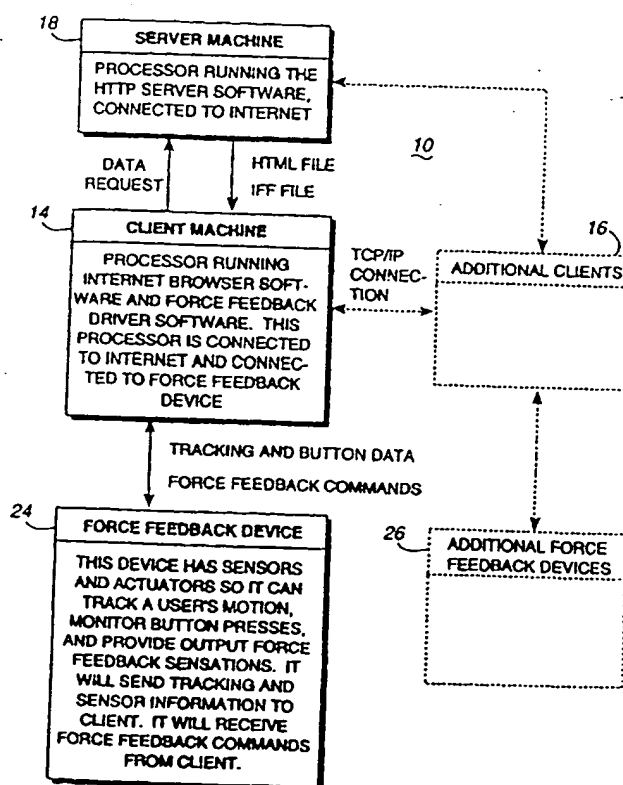 18
SERVER MACHINE
PROCESSOR RUNNING THE
HTTP SERVER SOFTWARE,
CONNECTED TO INTERNET
10
DATA
REQUEST
HTML FILE
IFF FILE
14
CLIENT MACHINE
PROCESSOR RUNNING
INTERNET BROWSER SOFT-
WARE AND FORCE FEEDBACK
DRIVER SOFTWARE. THIS
PROCESSOR IS CONNECTED
TO INTERNET AND CONNEC-
TED TO FORCE FEEDBACK
DEVICE
TCP/IP
CONNEC-
TION
16
ADDITIONAL CLIENTS
TRACKING AND BUTTON DATA
FORCE FEEDBACK COMMANDS
24
FORCE FEEDBACK DEVICE
THIS DEVICE HAS SENSORS
AND ACTUATORS SO IT CAN
TRACK A USER'S MOTION,
MONITOR BUTTON PRESSES,
AND PROVIDE OUTPUT FORCE
FEEDBACK SENSATIONS. IT
WILL SEND TRACKING AND
SENSOR INFORMATION TO
CLIENT. IT WILL RECEIVE
FORCE FEEDBACK COMMANDS
FROM CLIENT.
26
ADDITIONAL FORCE
FEEDBACK DEVICES